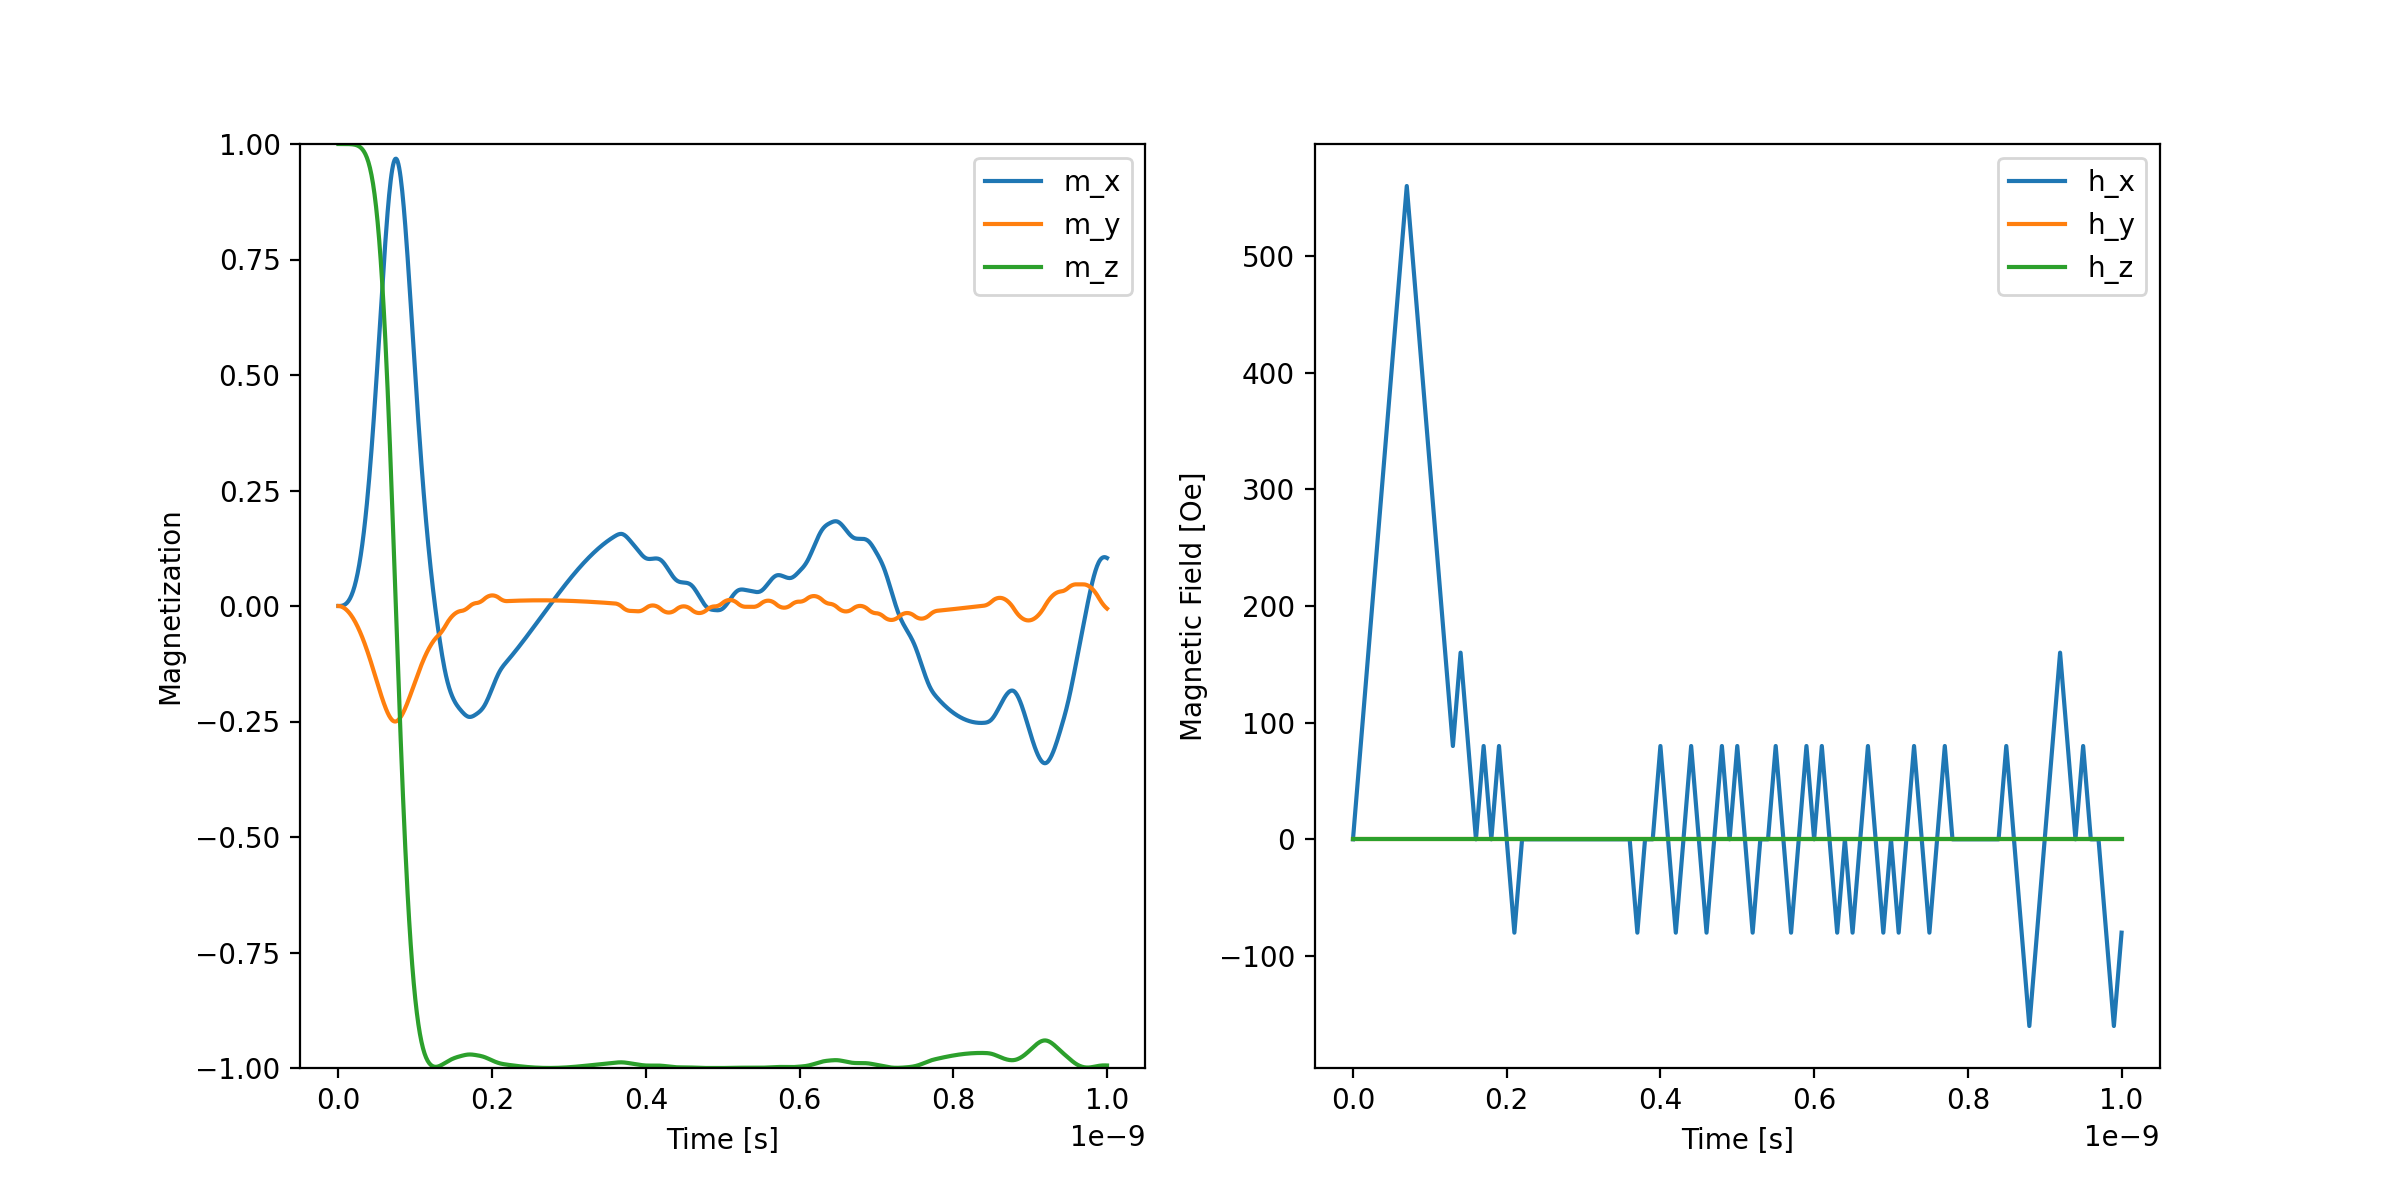 1.00
0.75
0.50
0.25
0.00
−0.25
−0.50
−0.75
−1.00
Magnetization
0.0 0.2 0.4 0.6 0.8 1.0
1e−9
Time [s]
m_x
m_y
m_z
500
400
300
200
100
0
−100
Magnetic Field [Oe]
0.0 0.2 0.4 0.6 0.8 1.0
1e−9
Time [s]
h_x
h_y
h_z